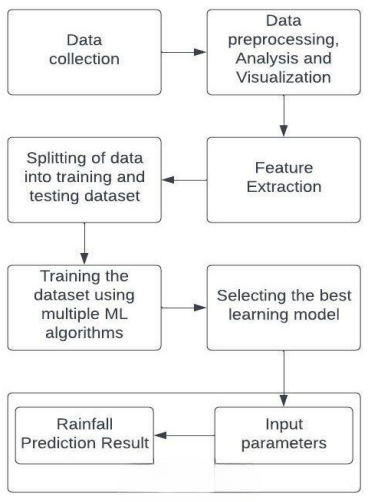 Data
collection
Data
preprocessing,
Analysis and
Visualization
Feature
Extraction
Splitting of data
into training and
testing dataset
Training the
dataset using
multiple ML
algorithms
Selecting the best
learning model
Input
parameters
Rainfall
Prediction Result